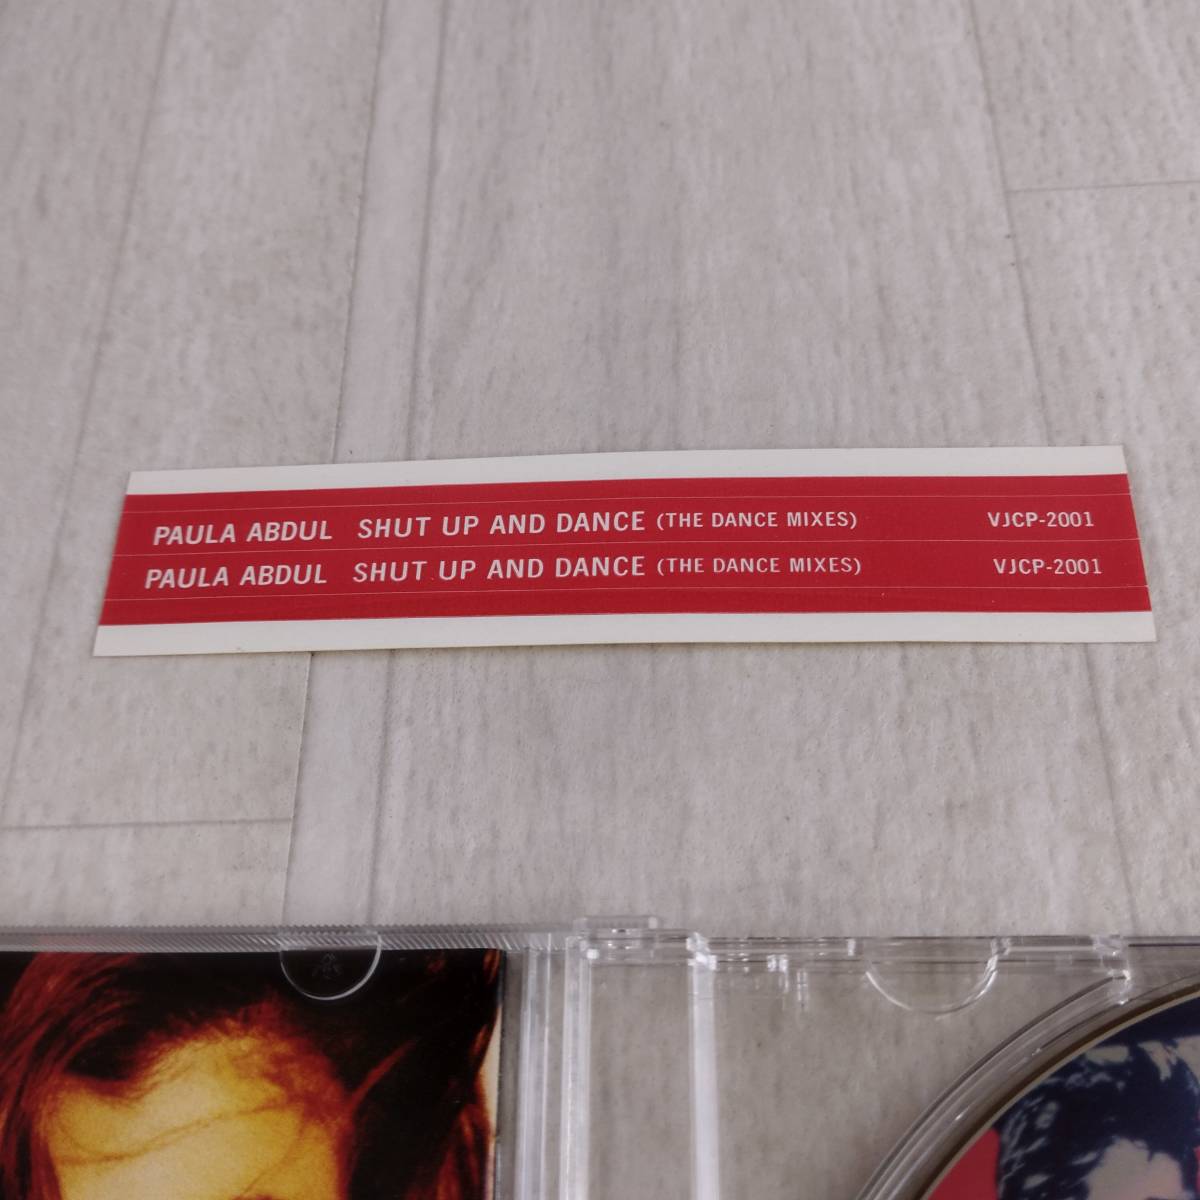 PAULA ABDUL SHUT UP AND DANCE (THE DANCE MIXES) VJCP-2001
PAULA ABDUL SHUT UP AND DANCE (THE DANCE MIXES) VJCP-2001